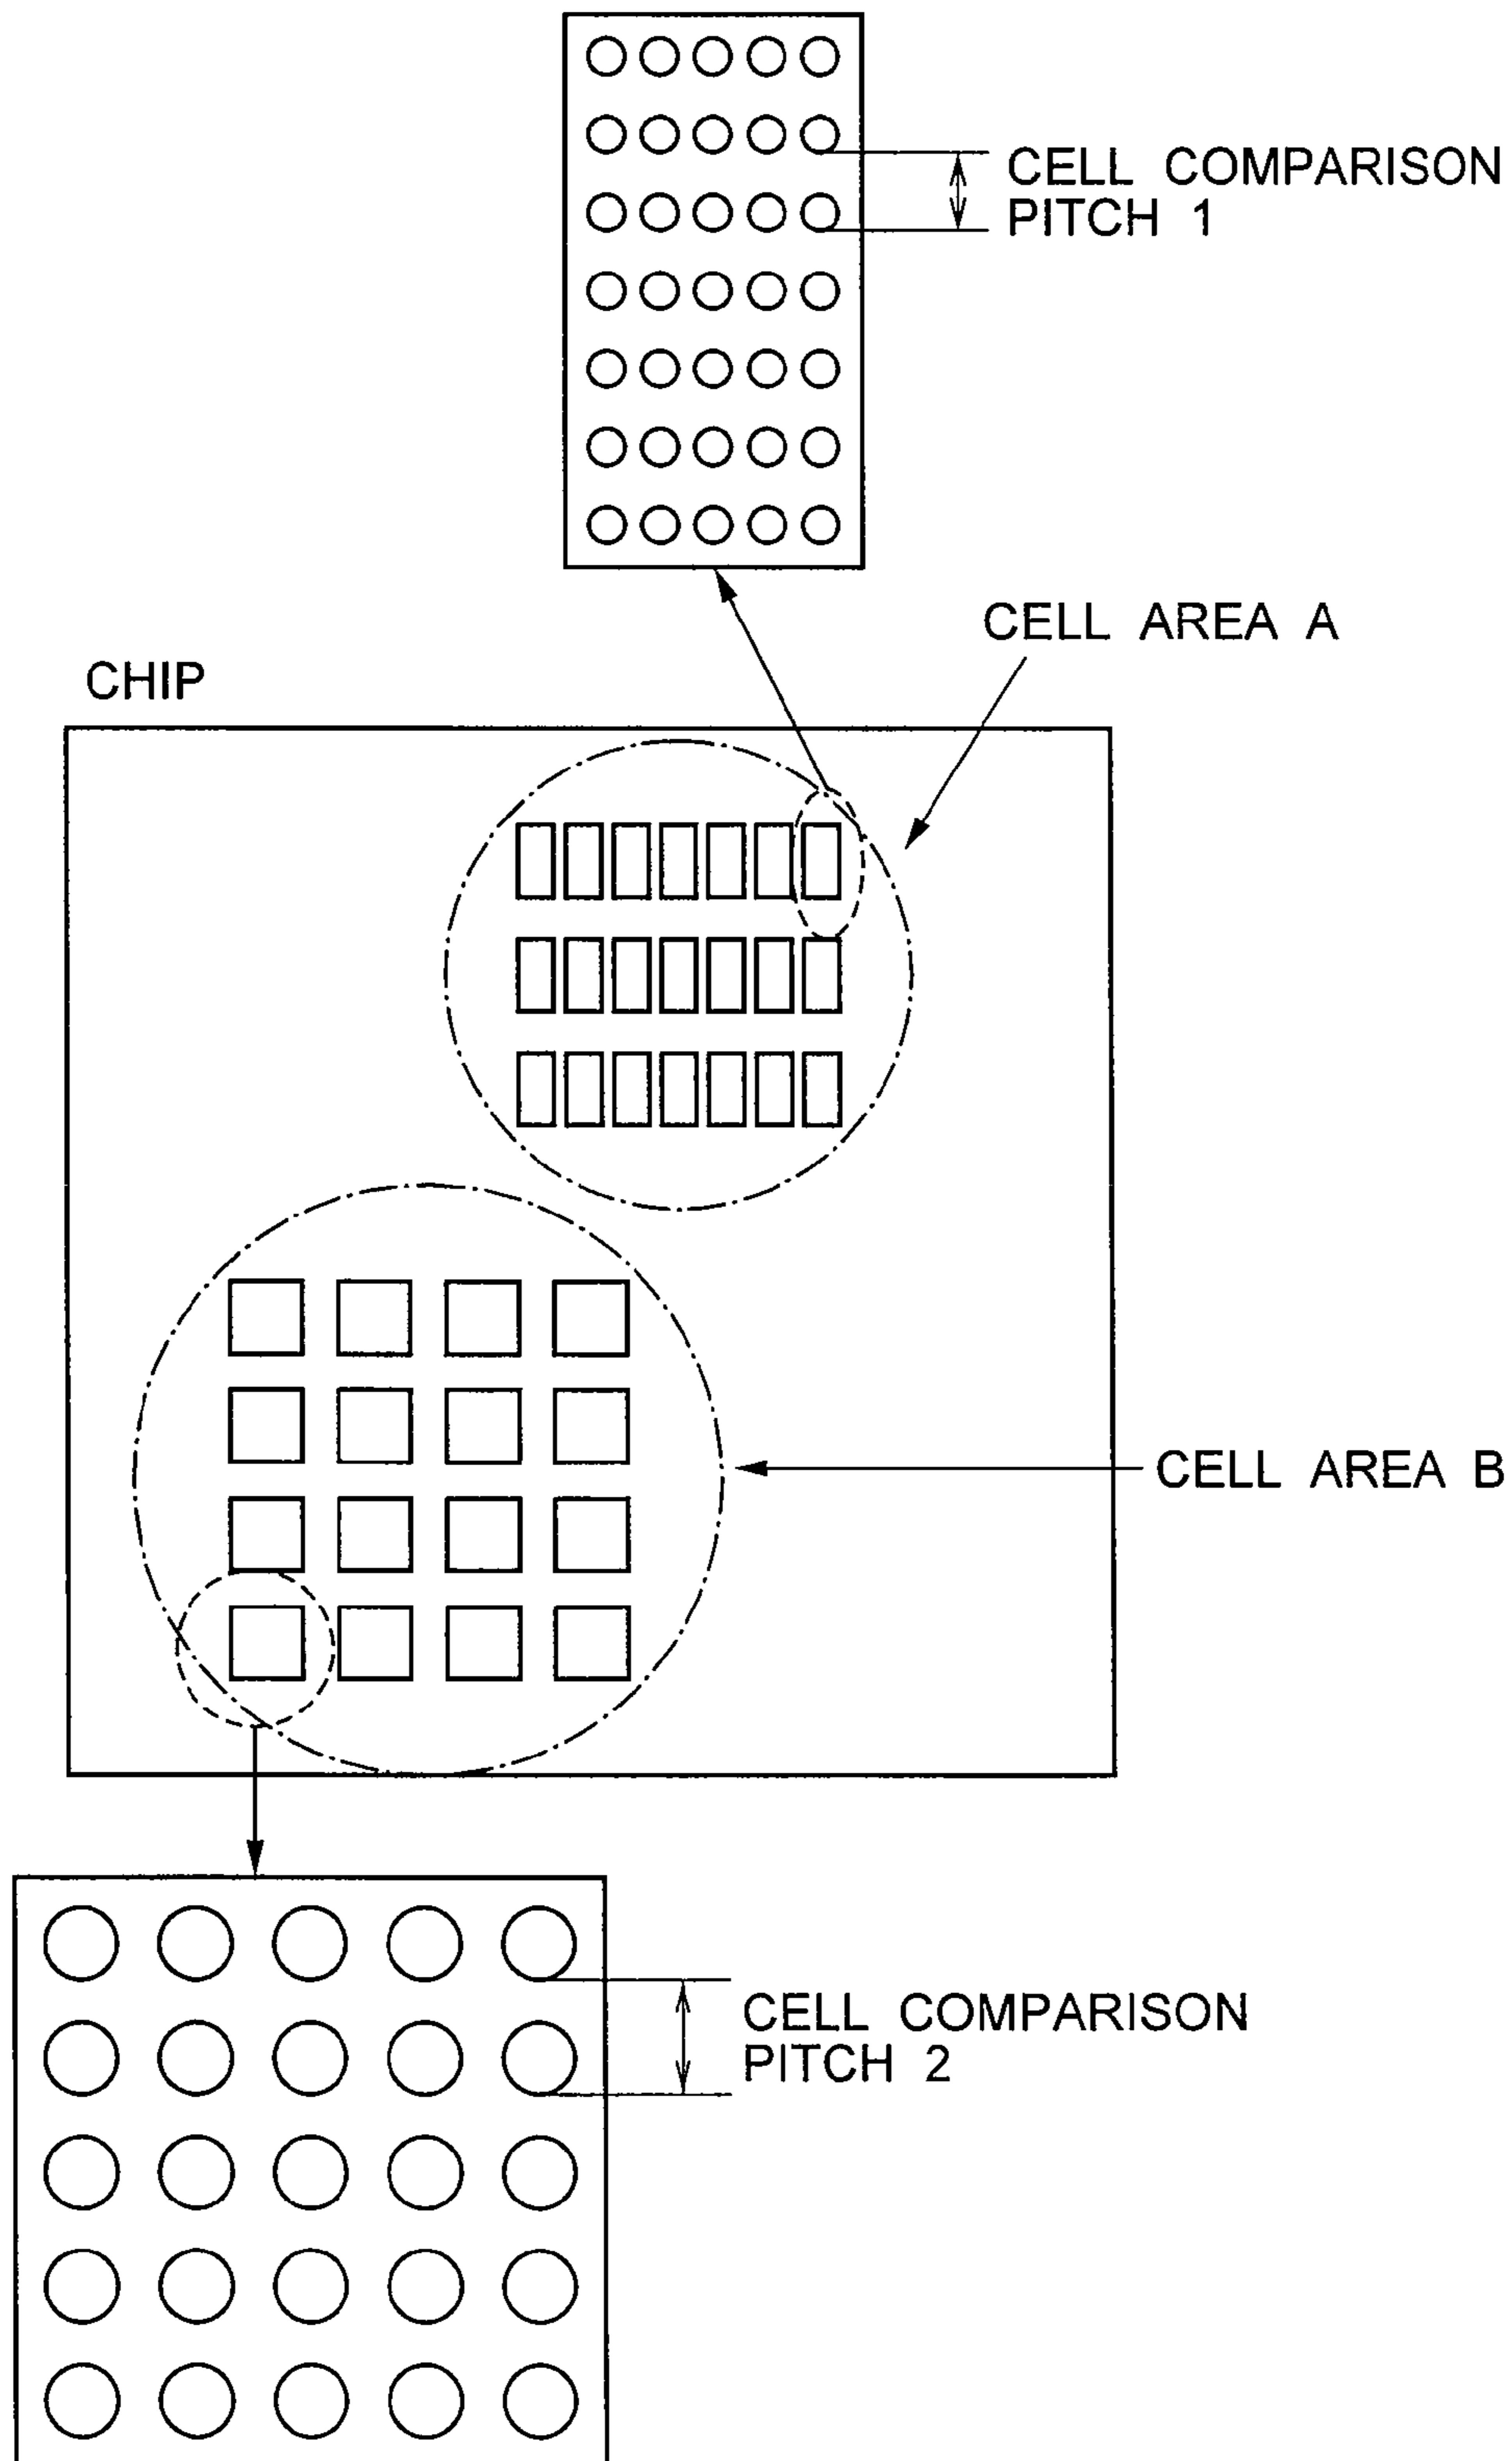 CELL COMPARISON
PITCH 1
CELL AREA A
CHIP
CELL AREA B
CELL COMPARISON
PITCH 2